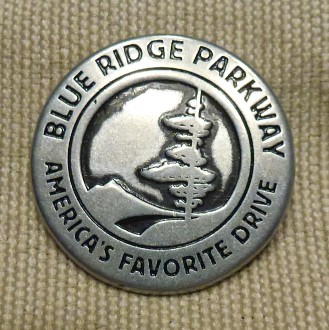 BLUE RIDGE PARKWAY
AMERICA'S FAVORITE DRIVE